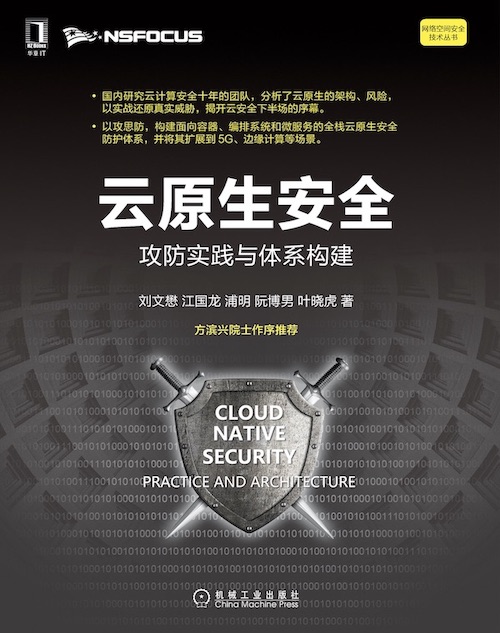 HZ BOOKS
华章IT
NSFOCUS
网络空间安全
技术丛书
• 国内研究云计算安全十年的团队，分析了云原生的架构、风险，
以实战还原真实威胁，揭开云安全下半场的序幕。
• 以攻思防，构建面向容器、编排系统和微服务的全栈云原生安全
防护体系，并将其扩展到 5G、边缘计算等场景。
云原生安全
攻防实践与体系构建
刘文懋 江国龙 浦明 阮博男 叶晓虎 著
方滨兴院士作序推荐
CLOUD
NATIVE
SECURITY
PRACTICE AND ARCHITECTURE
机械工业出版社
China Machine Press